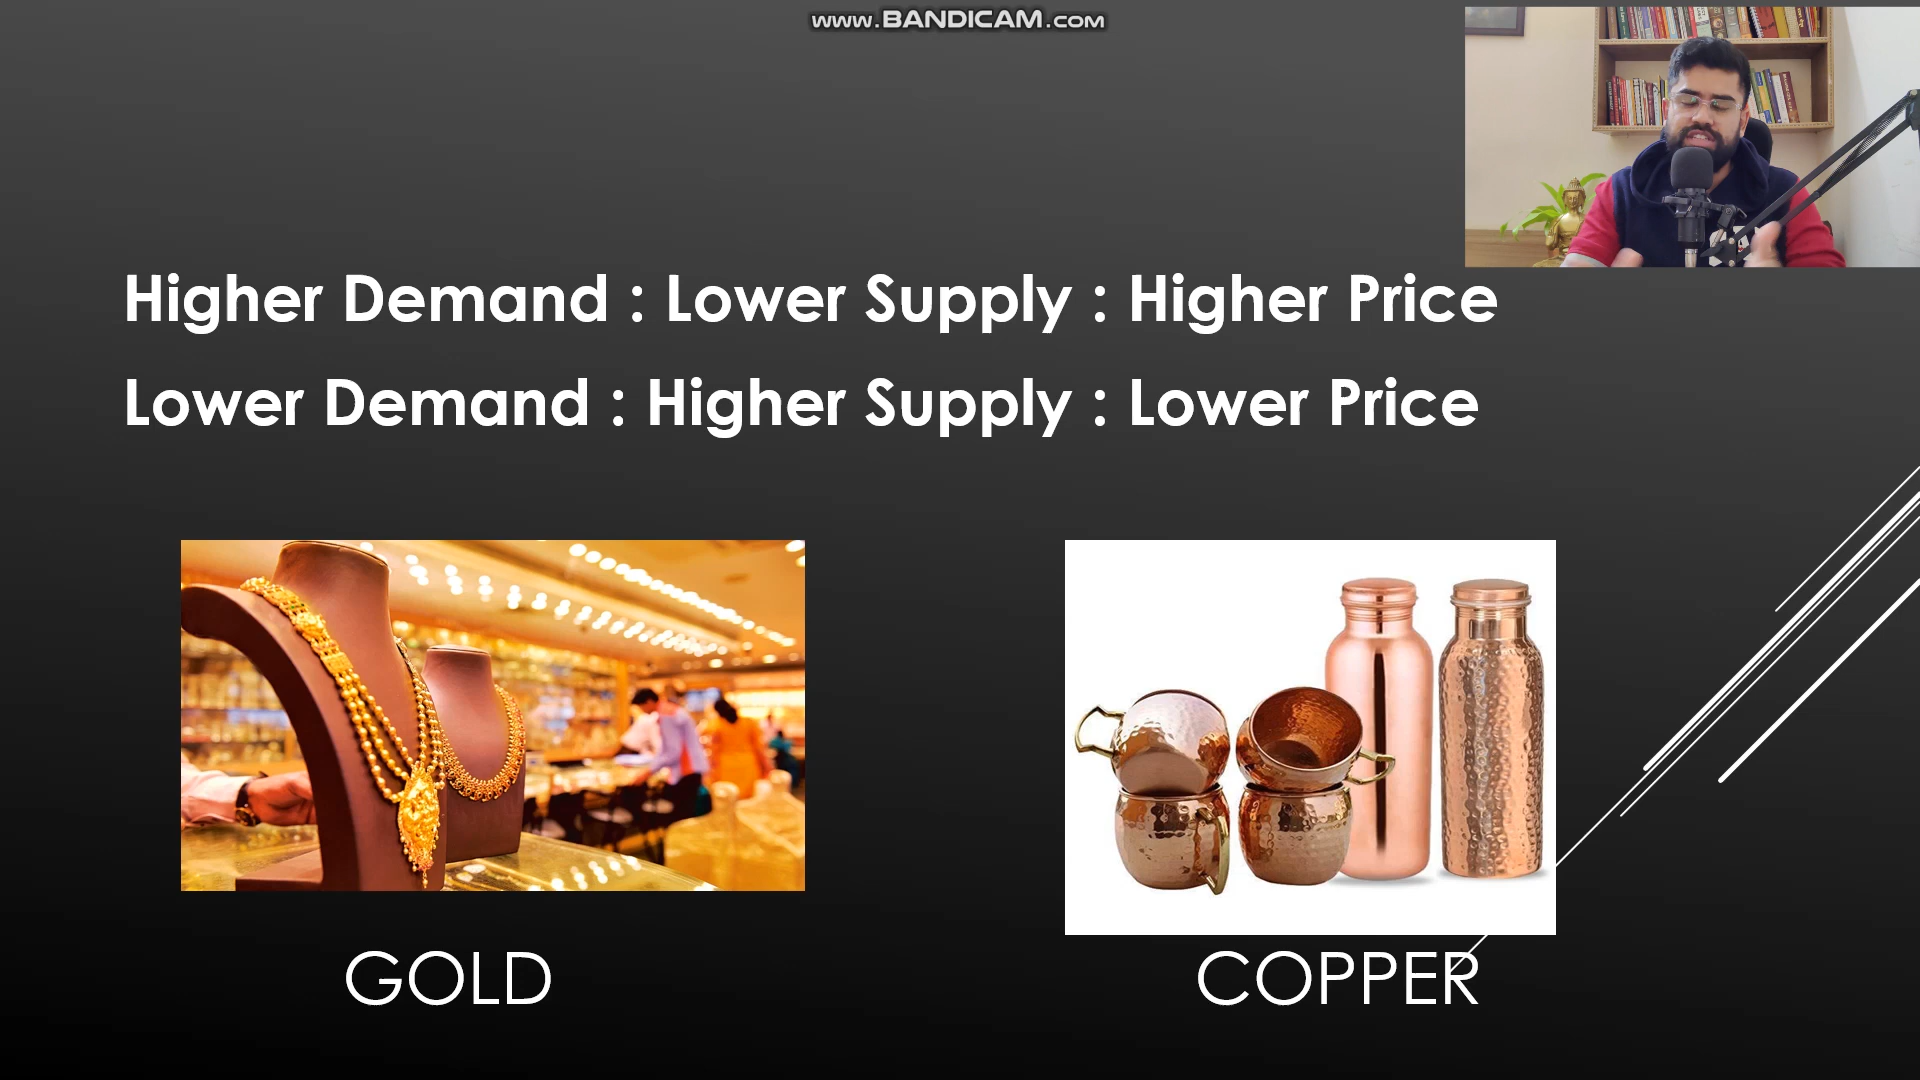 www.BANDICAM.com
Higher Demand : Lower Supply : Higher Price
Lower Demand : Higher Supply : Lower Price
GOLD
COPPER